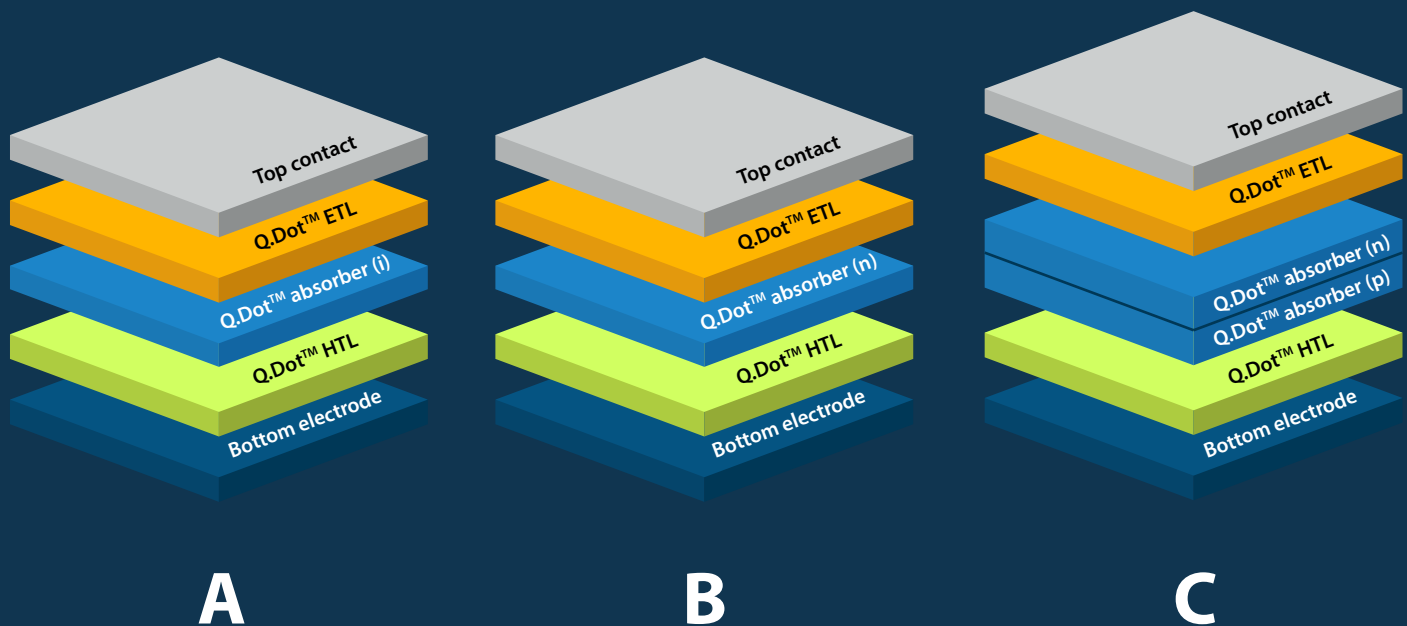 Top contact
Q.Dot™ ETL
Q.Dot™ absorber (i)
Q.Dot™ HTL
Bottom electrode
A
Top contact
Q.Dot™ ETL
Q.Dot™ absorber (n)
Q.Dot™ HTL
Bottom electrode
B
Top contact
Q.Dot™ ETL
Q.Dot™ absorber (n)
Q.Dot™ absorber (p)
Q.Dot™ HTL
Bottom electrode
C